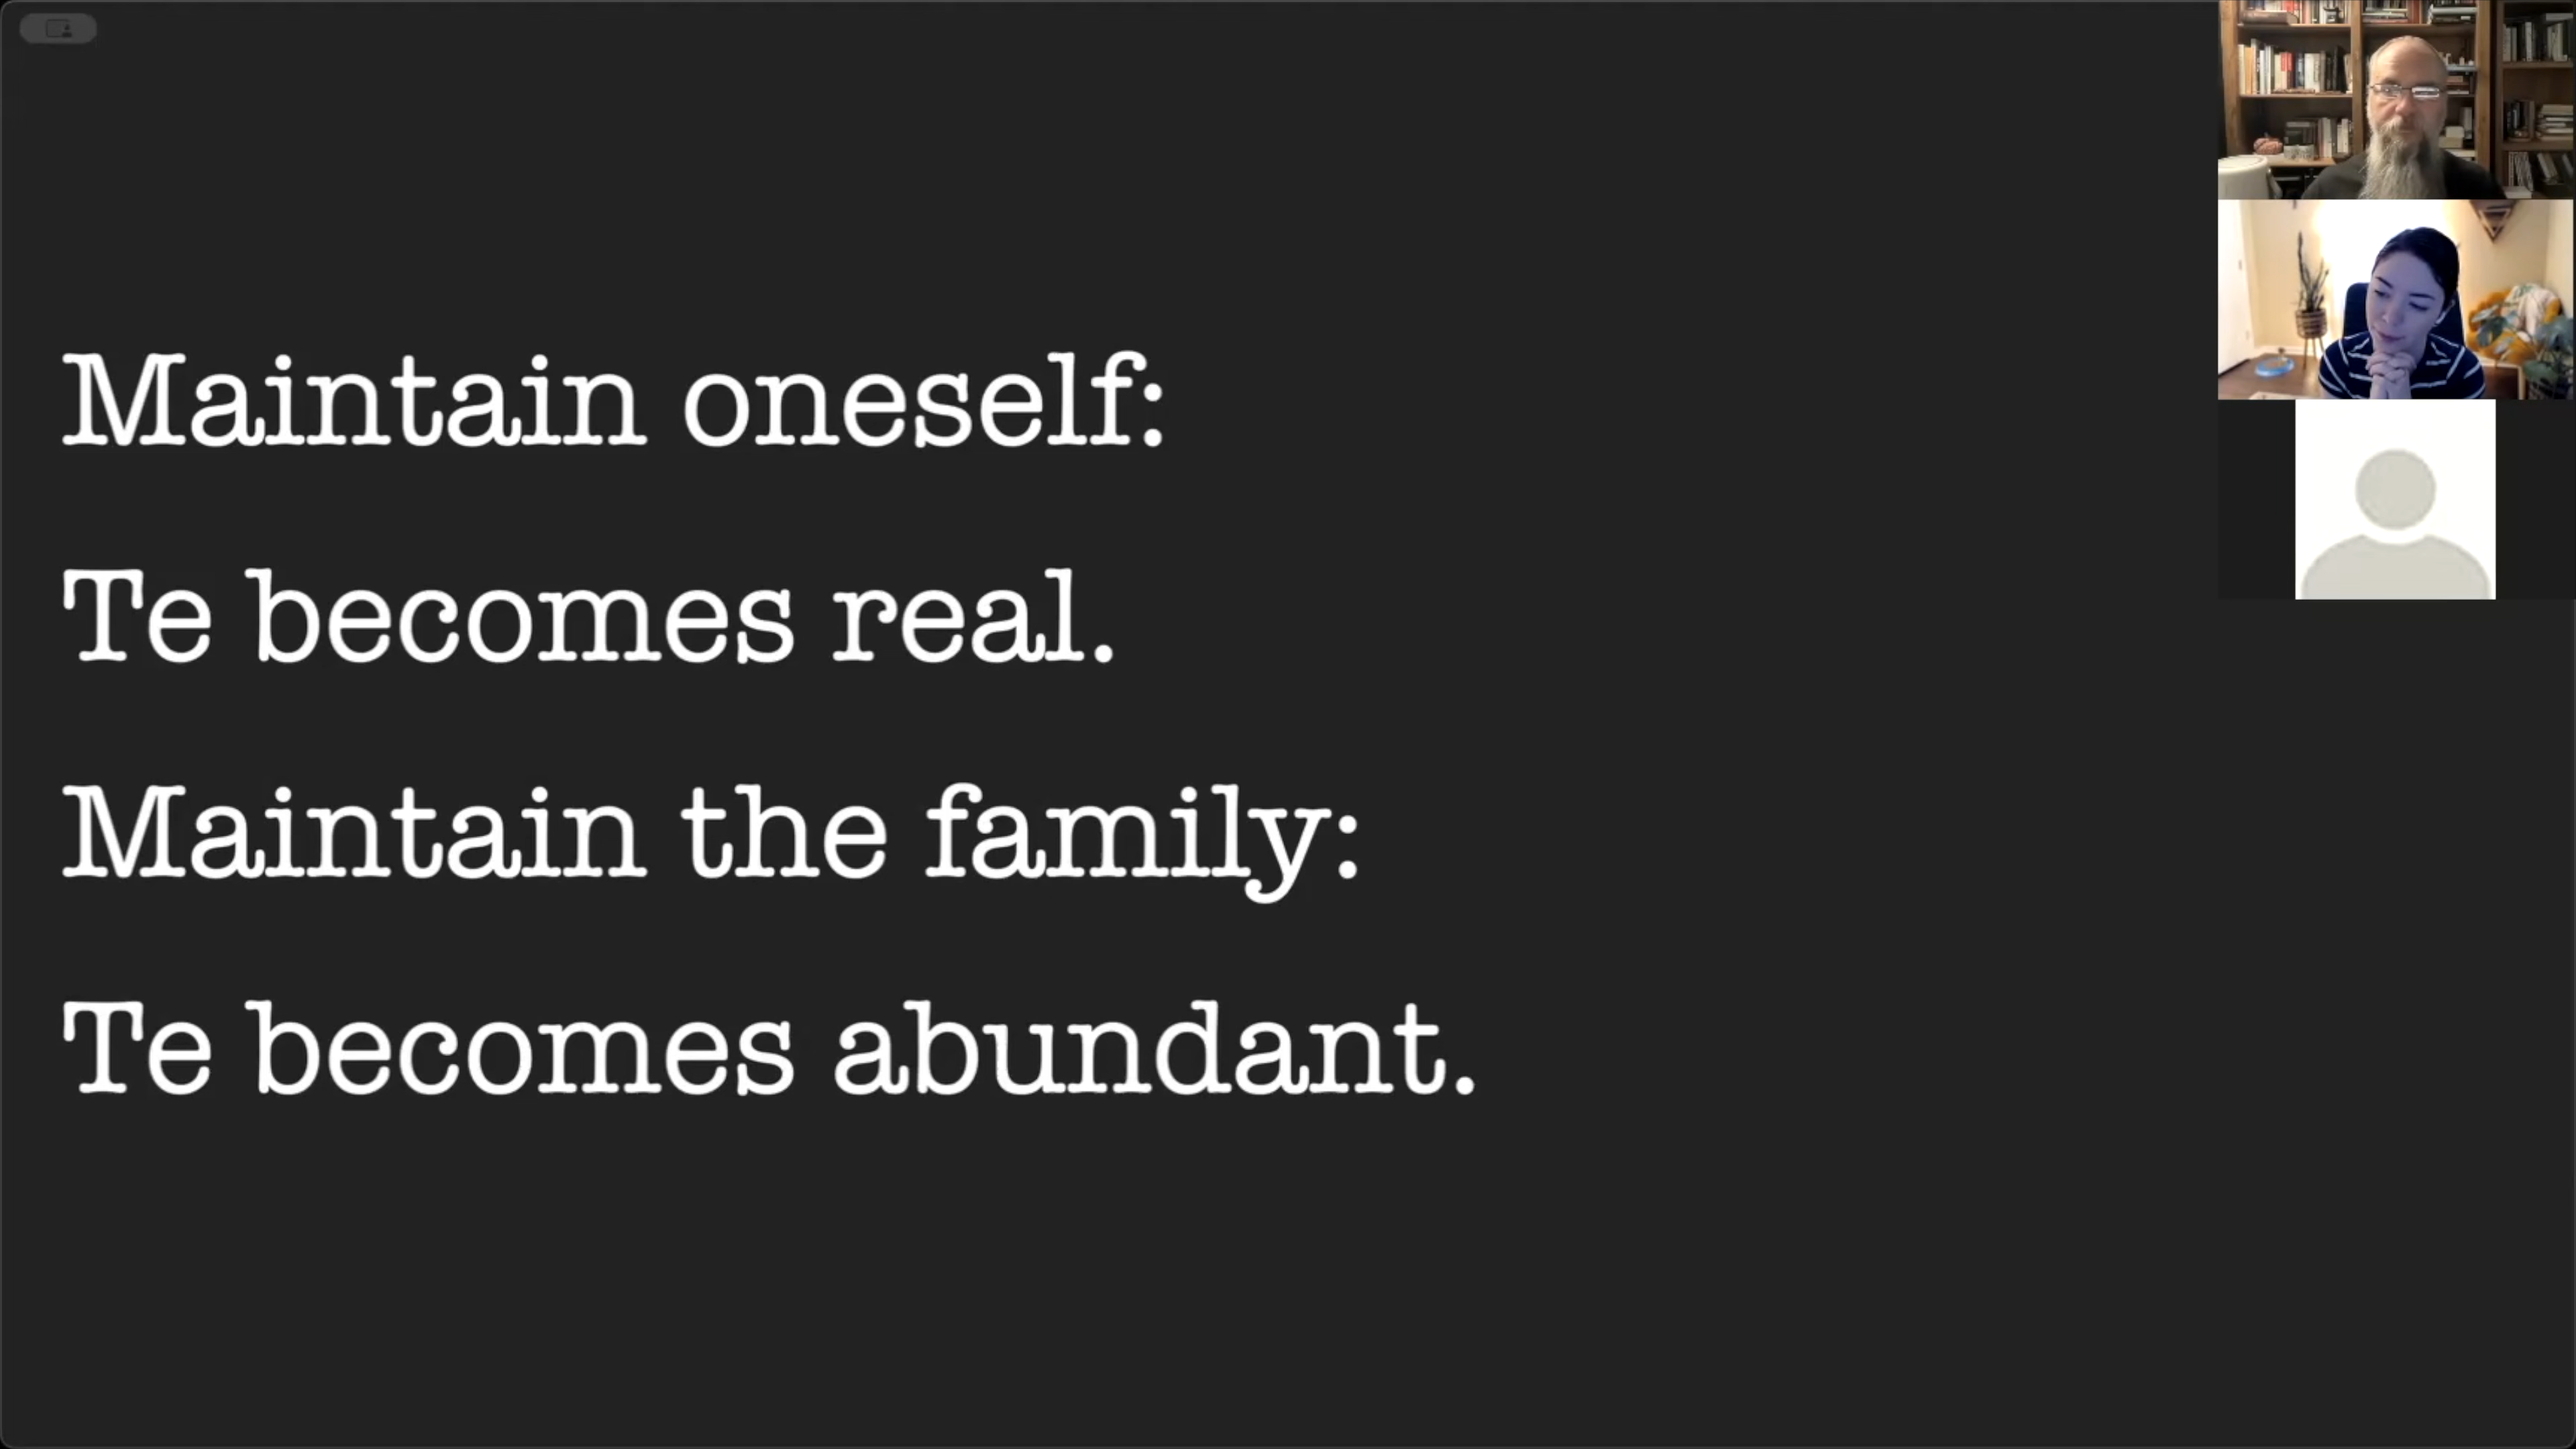 Maintain oneself:
Te becomes real.
Maintain the family:
Te becomes abundant.